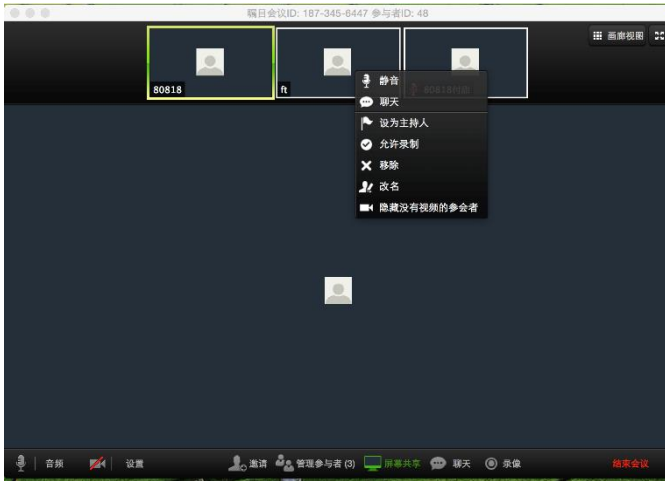 瞩目会议ID: 187-345-6447 参与者ID: 48
画廊视图
80818
ft
静音
聊天
设为主持人
允许录制
移除
改名
隐藏没有视频的参会者
音频
设置
邀请
管理参与者 (3)
屏幕共享
聊天
录像
结束会议